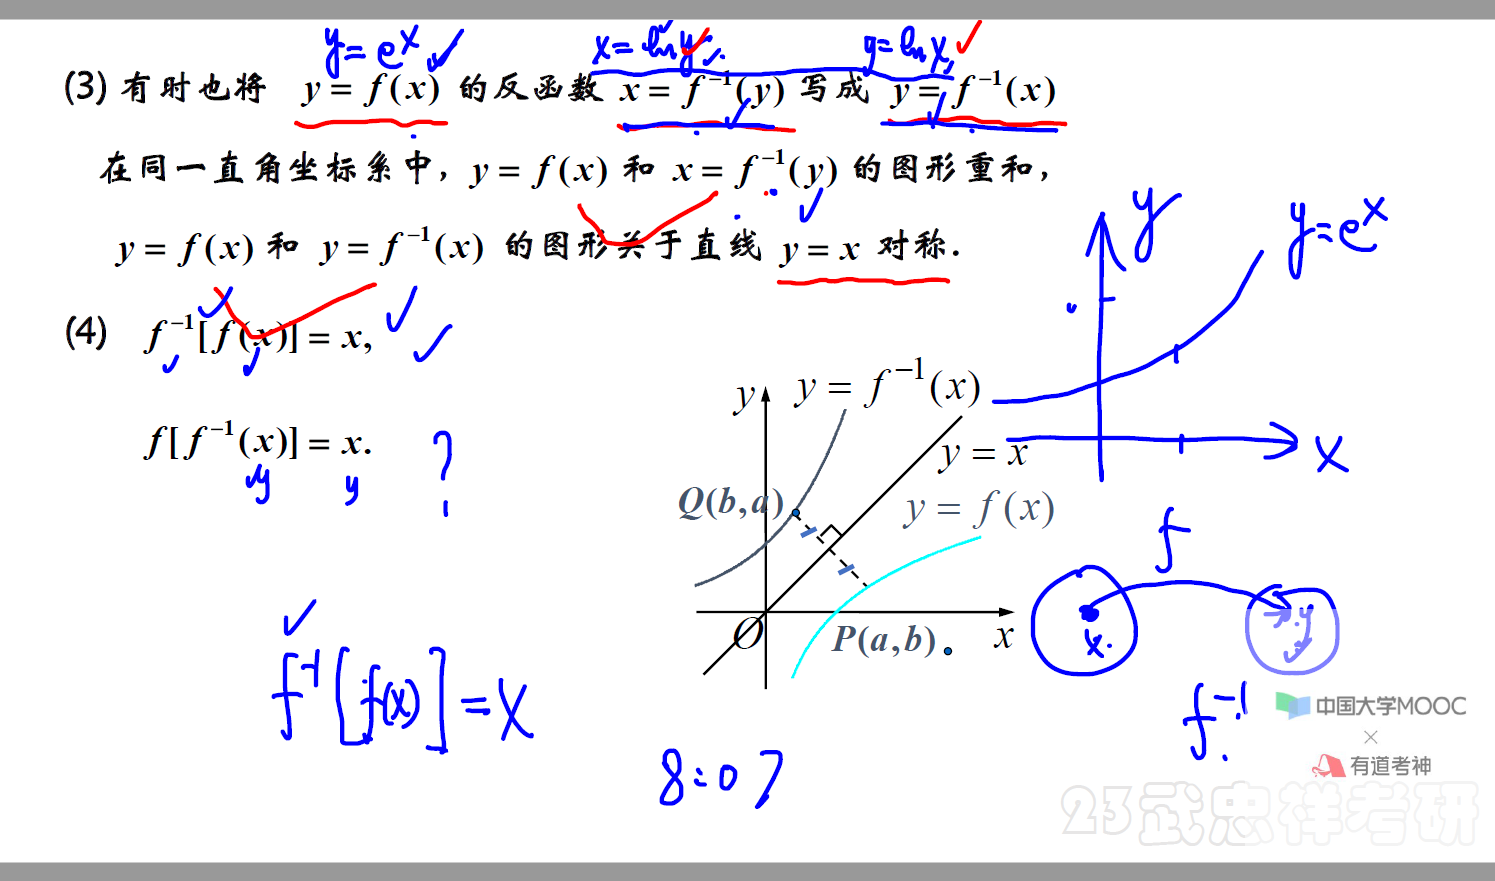 y=eˣ ✓ x=ln y ✓ y=ln x, ✓
(3) 有时也将 y = f(x) 的反函数 x = f⁻¹(y) 写成 y = f⁻¹(x)
在同一直角坐标系中, y = f(x) 和 x = f⁻¹(y) 的图形重和,
y = f(x) 和 y = f⁻¹(x) 的图形关于直线 y = x 对称.
(4) f⁻¹[f(x)] = x,
f[f⁻¹(x)] = x.
y y ?
f⁻¹[f(x)] = x
8:07
y
y=eˣ
x
y
y = f⁻¹(x)
y = x
Q(b,a)
y = f(x)
O
P(a,b)
x
f
x. y
y
f⁻¹
中国大学MOOC
×
有道考神
23武忠祥考研